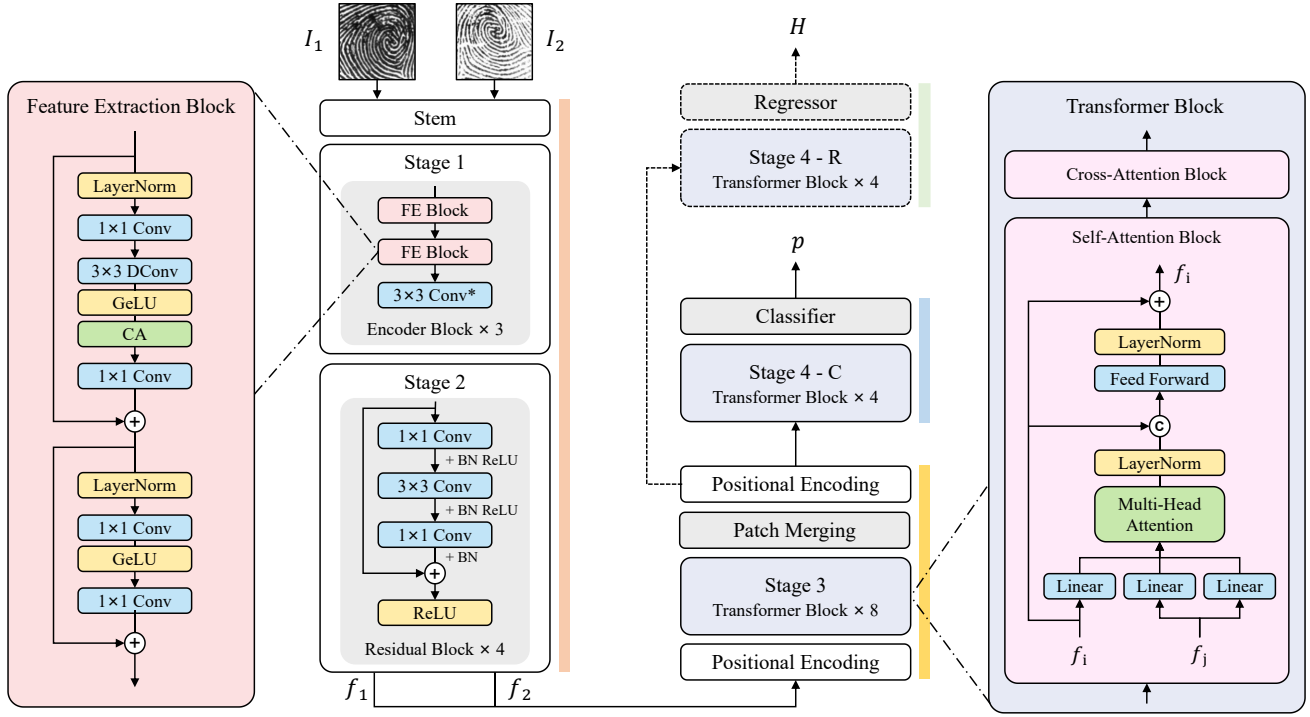 Feature Extraction Block
LayerNorm
1×1 Conv
3×3 DConv
GeLU
CA
1×1 Conv
+
LayerNorm
1×1 Conv
GeLU
1×1 Conv
+
I₁
I₂
Stem
Stage 1
FE Block
FE Block
3×3 Conv*
Encoder Block × 3
Stage 2
1×1 Conv
+ BN ReLU
3×3 Conv
+ BN ReLU
1×1 Conv
+ BN
+
ReLU
Residual Block × 4
f₁
f₂
H
Regressor
Stage 4 - R
Transformer Block × 4
p
Classifier
Stage 4 - C
Transformer Block × 4
Positional Encoding
Patch Merging
Stage 3
Transformer Block × 8
Positional Encoding
Transformer Block
Cross-Attention Block
Self-Attention Block
fᵢ
+
LayerNorm
Feed Forward
C
LayerNorm
Multi-Head
Attention
Linear Linear Linear
fᵢ fⱼ